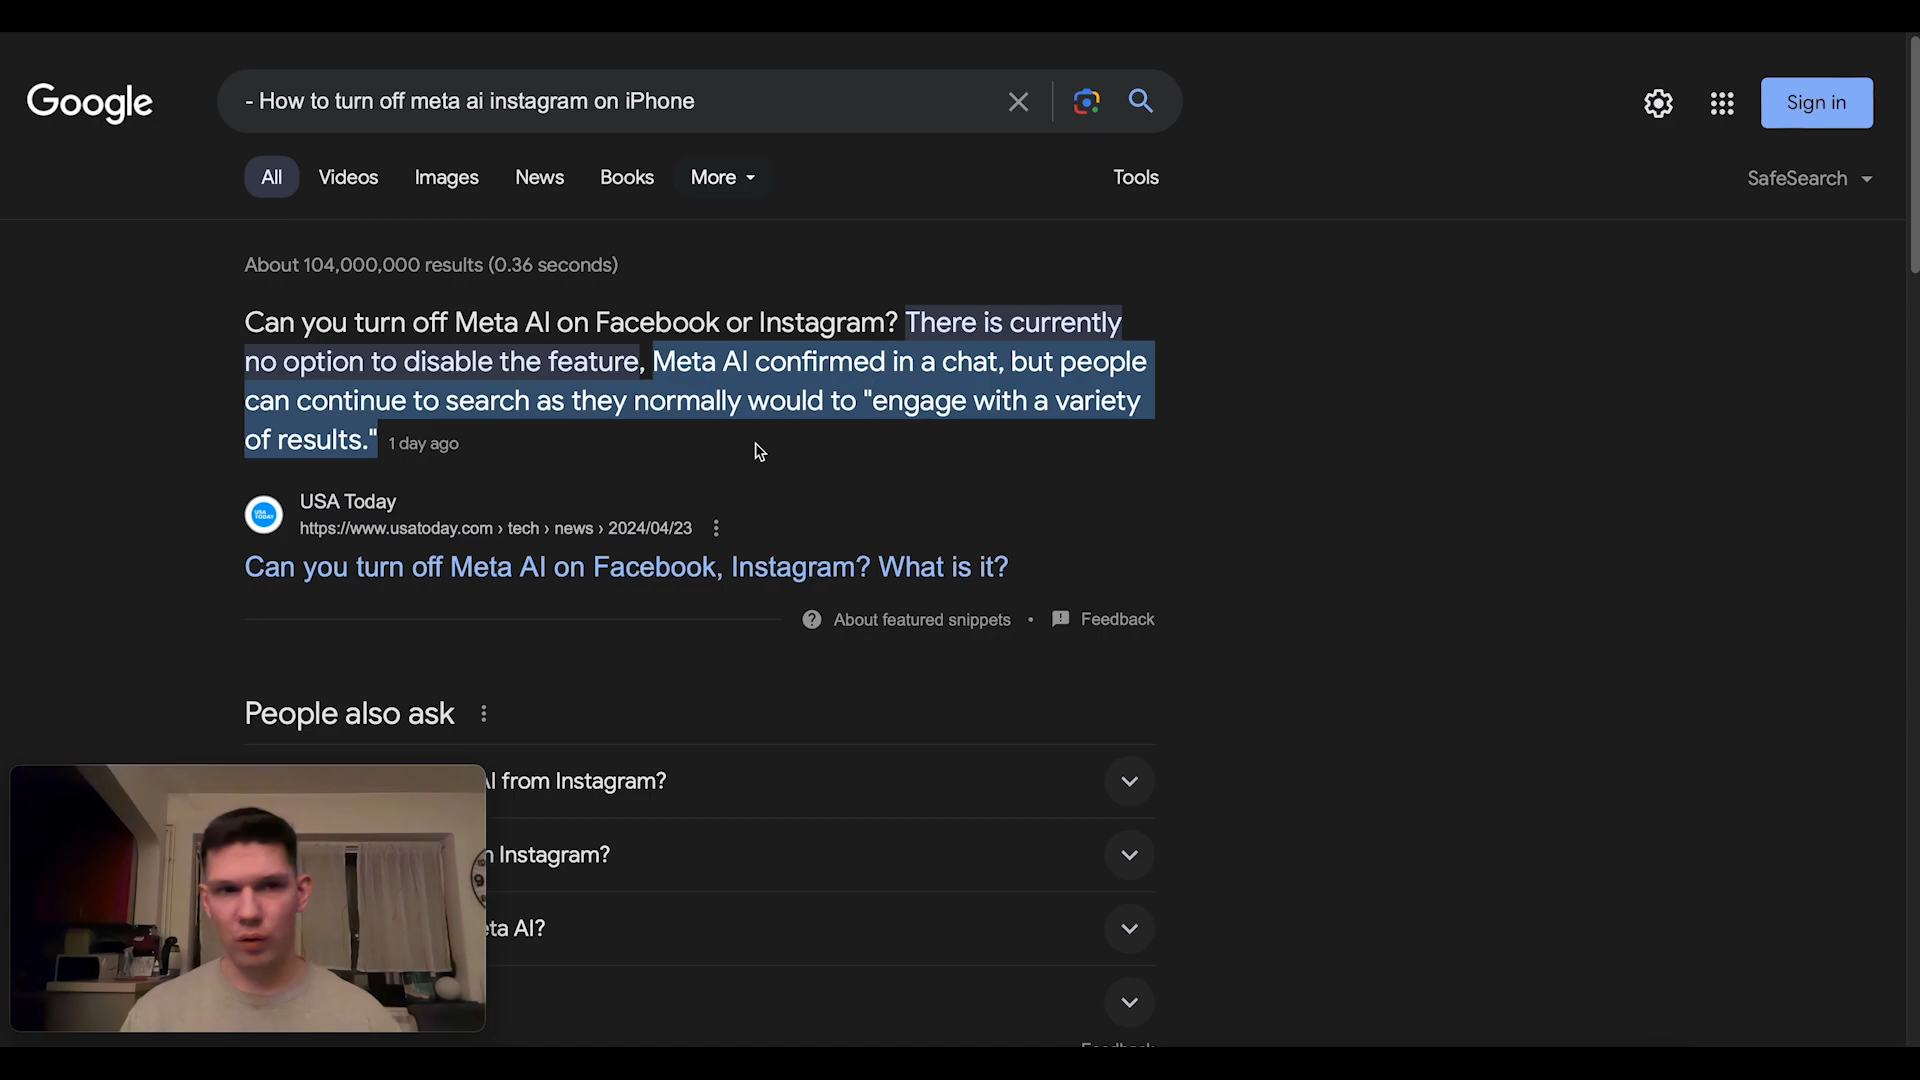 Google
- How to turn off meta ai instagram on iPhone
Sign in
All Videos Images News Books More Tools
SafeSearch
About 104,000,000 results (0.36 seconds)
Can you turn off Meta AI on Facebook or Instagram? There is currently
no option to disable the feature, Meta AI confirmed in a chat, but people
can continue to search as they normally would to "engage with a variety
of results." 1 day ago
USA TODAY
USA Today
https://www.usatoday.com › tech › news › 2024/04/23
Can you turn off Meta AI on Facebook, Instagram? What is it?
About featured snippets • Feedback
People also ask
AI from Instagram?
Instagram?
AI?
Feedback